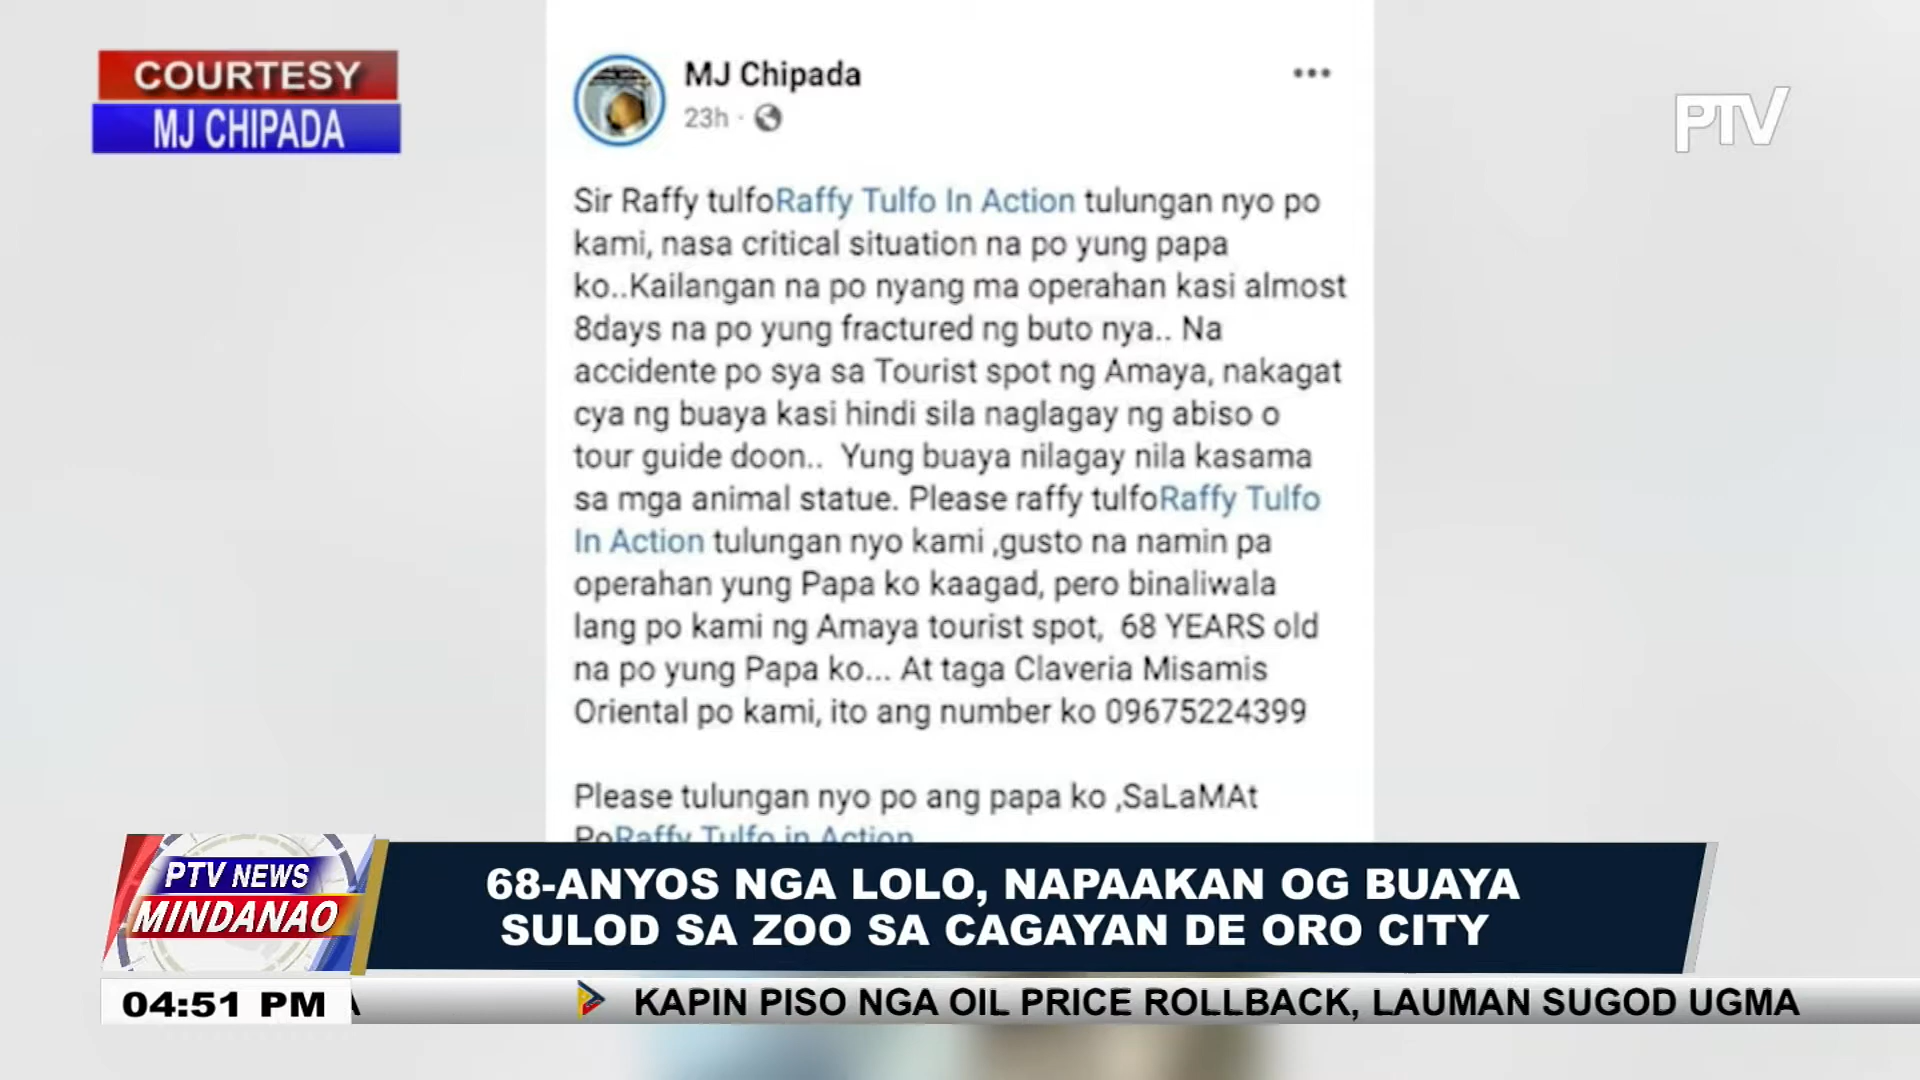 COURTESY
MJ CHIPADA
PTV
MJ Chipada
23h ·
Sir Raffy tulfoRaffy Tulfo In Action tulungan nyo po
kami, nasa critical situation na po yung papa
ko..Kailangan na po nyang ma operahan kasi almost
8days na po yung fractured ng buto nya.. Na
accidente po sya sa Tourist spot ng Amaya, nakagat
cya ng buaya kasi hindi sila naglagay ng abiso o
tour guide doon..  Yung buaya nilagay nila kasama
sa mga animal statue. Please raffy tulfoRaffy Tulfo
In Action tulungan nyo kami ,gusto na namin pa
operahan yung Papa ko kaagad, pero binaliwala
lang po kami ng Amaya tourist spot,  68 YEARS old
na po yung Papa ko... At taga Claveria Misamis
Oriental po kami, ito ang number ko 09675224399
Please tulungan nyo po ang papa ko ,SaLaMAt
PoRaffy Tulfo in Action
PTV NEWS
MINDANAO
68-ANYOS NGA LOLO, NAPAAKAN OG BUAYA
SULOD SA ZOO SA CAGAYAN DE ORO CITY
04:51 PM
KAPIN PISO NGA OIL PRICE ROLLBACK, LAUMAN SUGOD UGMA